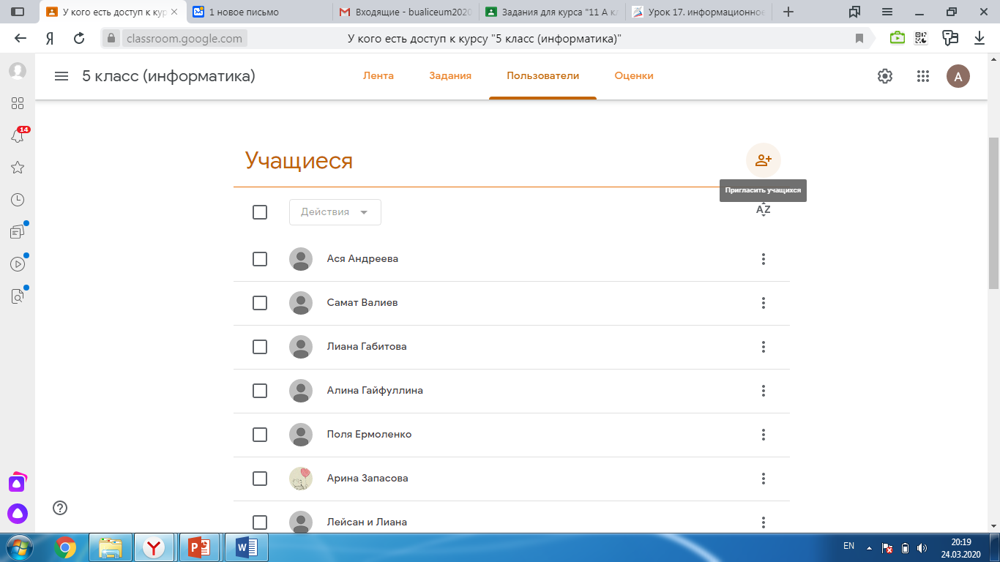 У кого есть доступ к кур
1 новое письмо
Входящие - bualiceum2020
Задания для курса "11 А кл
Урок 17. информационное
Я
classroom.google.com
У кого есть доступ к курсу "5 класс (информатика)"
14
5 класс (информатика)
Лента
Задания
Пользователи
Оценки
A
Учащиеся
Пригласить учащихся
Действия
AZ
Ася Андреева
Самат Валиев
Лиана Габитова
Алина Гайфуллина
Поля Ермоленко
Арина Запасова
Лейсан и Лиана
EN
20:19
24.03.2020